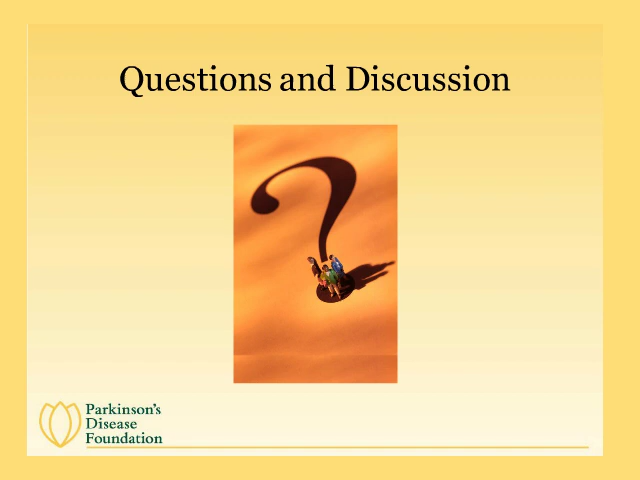 Questions and Discussion
Parkinson's
Disease
Foundation